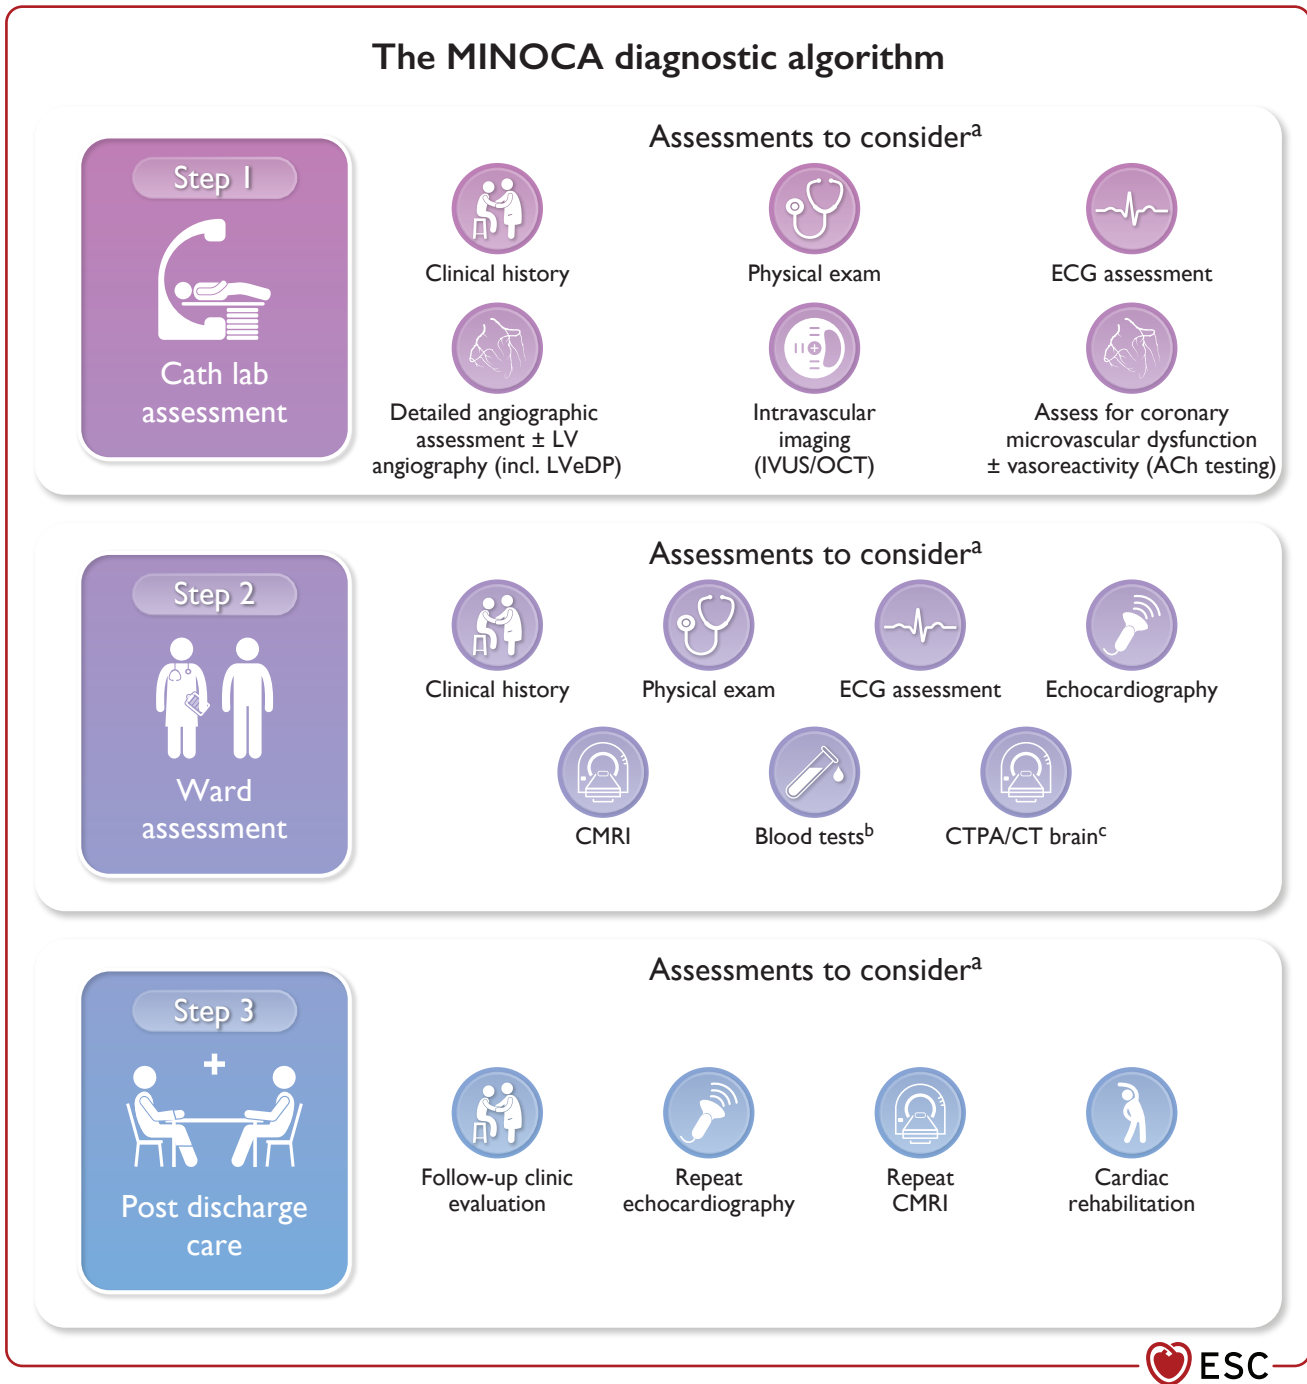 The MINOCA diagnostic algorithm
Step 1
Cath lab
assessment
Assessments to considerᵃ
Clinical history
Physical exam
ECG assessment
Detailed angiographic
assessment ± LV
angiography (incl. LVeDP)
Intravascular
imaging
(IVUS/OCT)
Assess for coronary
microvascular dysfunction
± vasoreactivity (ACh testing)
Step 2
Ward
assessment
Assessments to considerᵃ
Clinical history
Physical exam
ECG assessment
Echocardiography
CMRI
Blood testsᵇ
CTPA/CT brainᶜ
Step 3
Post discharge
care
Assessments to considerᵃ
Follow-up clinic
evaluation
Repeat
echocardiography
Repeat
CMRI
Cardiac
rehabilitation
ESC